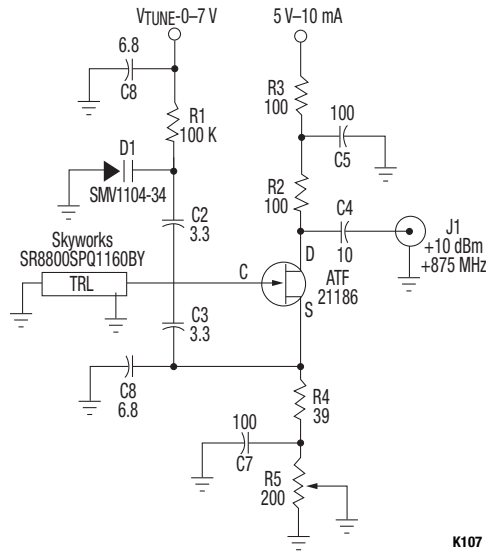 VTUNE-0–7 V
5 V–10 mA
6.8
C8
R1
100 K
R3
100
100
C5
D1
SMV1104-34
R2
100
C2
3.3
C4
10
J1
+10 dBm
+875 MHz
Skyworks
SR8800SPQ1160BY
TRL
C
D
S
ATF
21186
C3
3.3
C8
6.8
R4
39
100
C7
R5
200
K107